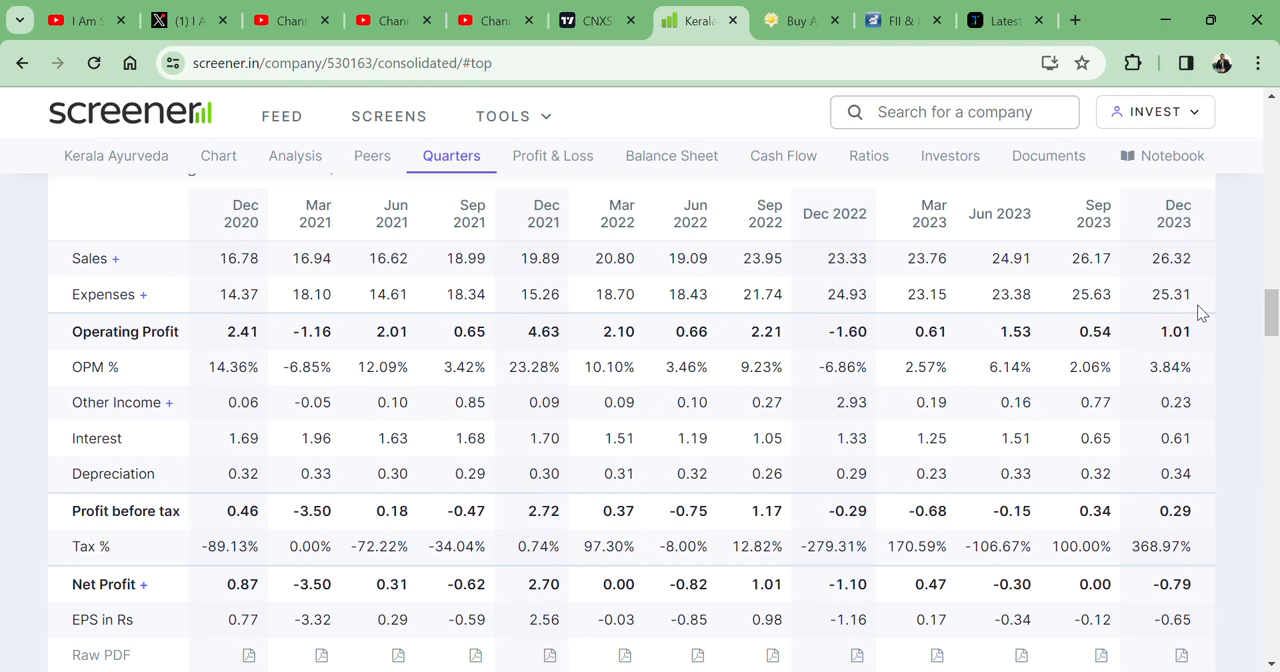 I Am S
(1) I A
Chann
Chann
Chann
CNXS
Kerala
Buy A
FII &
Latest
screener.in/company/530163/consolidated/#top
screener
FEED
SCREENS
TOOLS
Search for a company
INVEST
Kerala Ayurveda
Chart
Analysis
Peers
Quarters
Profit & Loss
Balance Sheet
Cash Flow
Ratios
Investors
Documents
Notebook
Dec 2020 Mar 2021 Jun 2021 Sep 2021 Dec 2021 Mar 2022 Jun 2022 Sep 2022 Dec 2022 Mar 2023 Jun 2023 Sep 2023 Dec 2023
Sales + 16.78 16.94 16.62 18.99 19.89 20.80 19.09 23.95 23.33 23.76 24.91 26.17 26.32
Expenses + 14.37 18.10 14.61 18.34 15.26 18.70 18.43 21.74 24.93 23.15 23.38 25.63 25.31
Operating Profit 2.41 -1.16 2.01 0.65 4.63 2.10 0.66 2.21 -1.60 0.61 1.53 0.54 1.01
OPM % 14.36% -6.85% 12.09% 3.42% 23.28% 10.10% 3.46% 9.23% -6.86% 2.57% 6.14% 2.06% 3.84%
Other Income + 0.06 -0.05 0.10 0.85 0.09 0.09 0.10 0.27 2.93 0.19 0.16 0.77 0.23
Interest 1.69 1.96 1.63 1.68 1.70 1.51 1.19 1.05 1.33 1.25 1.51 0.65 0.61
Depreciation 0.32 0.33 0.30 0.29 0.30 0.31 0.32 0.26 0.29 0.23 0.33 0.32 0.34
Profit before tax 0.46 -3.50 0.18 -0.47 2.72 0.37 -0.75 1.17 -0.29 -0.68 -0.15 0.34 0.29
Tax % -89.13% 0.00% -72.22% -34.04% 0.74% 97.30% -8.00% 12.82% -279.31% 170.59% -106.67% 100.00% 368.97%
Net Profit + 0.87 -3.50 0.31 -0.62 2.70 0.00 -0.82 1.01 -1.10 0.47 -0.30 0.00 -0.79
EPS in Rs 0.77 -3.32 0.29 -0.59 2.56 -0.03 -0.85 0.98 -1.16 0.17 -0.34 -0.12 -0.65
Raw PDF